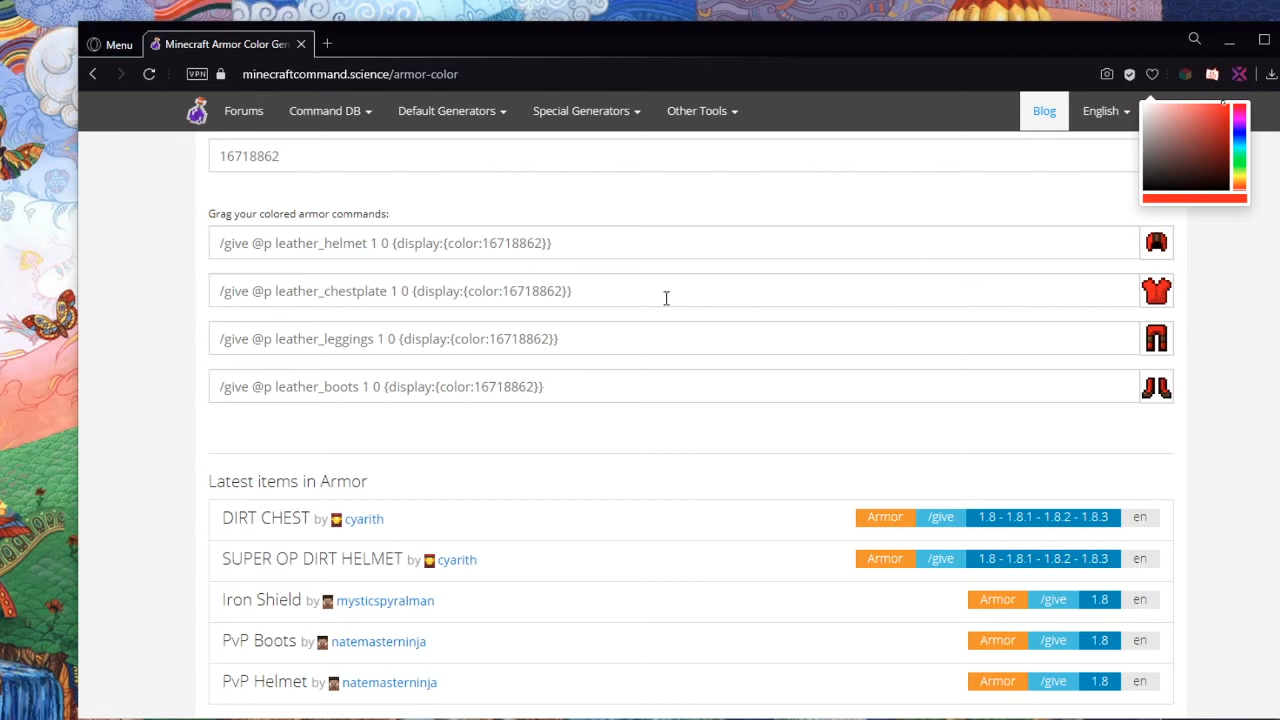 Menu
Minecraft Armor Color Gen
VPN
minecraftcommand.science/armor-color
Forums
Command DB
Default Generators
Special Generators
Other Tools
Blog
English
16718862
Grag your colored armor commands:
/give @p leather_helmet 1 0 {display:{color:16718862}}
/give @p leather_chestplate 1 0 {display:{color:16718862}}
/give @p leather_leggings 1 0 {display:{color:16718862}}
/give @p leather_boots 1 0 {display:{color:16718862}}
Latest items in Armor
DIRT CHEST by cyarith Armor /give 1.8 - 1.8.1 - 1.8.2 - 1.8.3 en
SUPER OP DIRT HELMET by cyarith Armor /give 1.8 - 1.8.1 - 1.8.2 - 1.8.3 en
Iron Shield by mysticspyralman Armor /give 1.8 en
PvP Boots by natemasterninja Armor /give 1.8 en
PvP Helmet by natemasterninja Armor /give 1.8 en